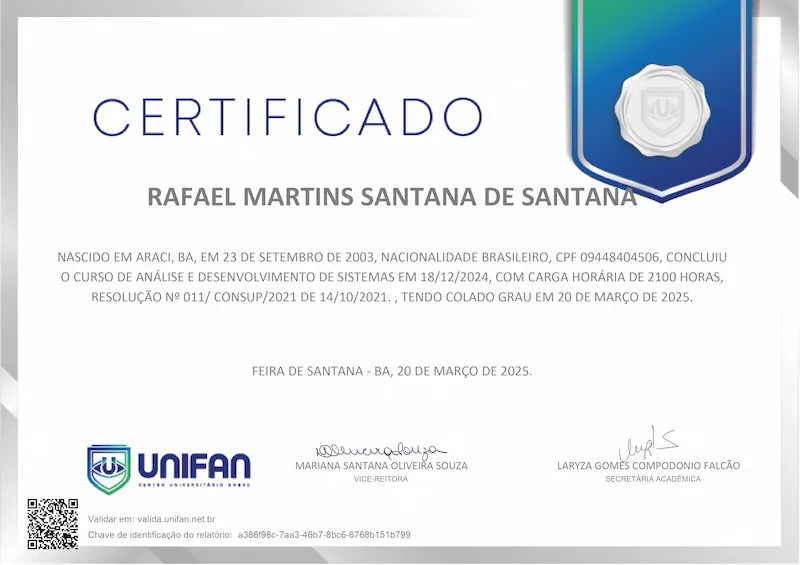 CERTIFICADO
RAFAEL MARTINS SANTANA DE SANTANA
NASCIDO EM ARACI, BA, EM 23 DE SETEMBRO DE 2003, NACIONALIDADE BRASILEIRO, CPF 09448404506, CONCLUIU
O CURSO DE ANÁLISE E DESENVOLVIMENTO DE SISTEMAS EM 18/12/2024, COM CARGA HORÁRIA DE 2100 HORAS,
RESOLUÇÃO Nº 011/ CONSUP/2021 DE 14/10/2021. , TENDO COLADO GRAU EM 20 DE MARÇO DE 2025.
FEIRA DE SANTANA - BA, 20 DE MARÇO DE 2025.
UNIFAN
CENTRO UNIVERSITÁRIO NOBRE
MARIANA SANTANA OLIVEIRA SOUZA
VICE-REITORA
LARYZA GOMES COMPODONIO FALCÃO
SECRETÁRIA ACADÊMICA
Validar em: valida.unifan.net.br
Chave de identificação do relatório: a386f98c-7aa3-46b7-8bc6-6768b151b799